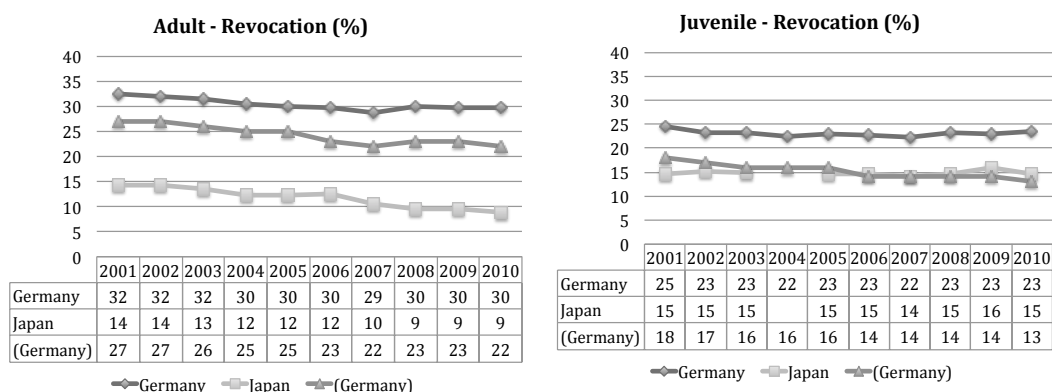 Adult - Revocation (%)
40
35
30
25
20
15
10
5
0
2001 2002 2003 2004 2005 2006 2007 2008 2009 2010
Germany 32 32 32 30 30 30 29 30 30 30
Japan 14 14 13 12 12 12 10 9 9 9
(Germany) 27 27 26 25 25 23 22 23 23 22
Germany Japan (Germany)
Juvenile - Revocation (%)
40
35
30
25
20
15
10
5
0
2001 2002 2003 2004 2005 2006 2007 2008 2009 2010
Germany 25 23 23 22 23 23 22 23 23 23
Japan 15 15 15 15 15 14 15 16 15
(Germany) 18 17 16 16 16 14 14 14 14 13
Germany Japan (Germany)